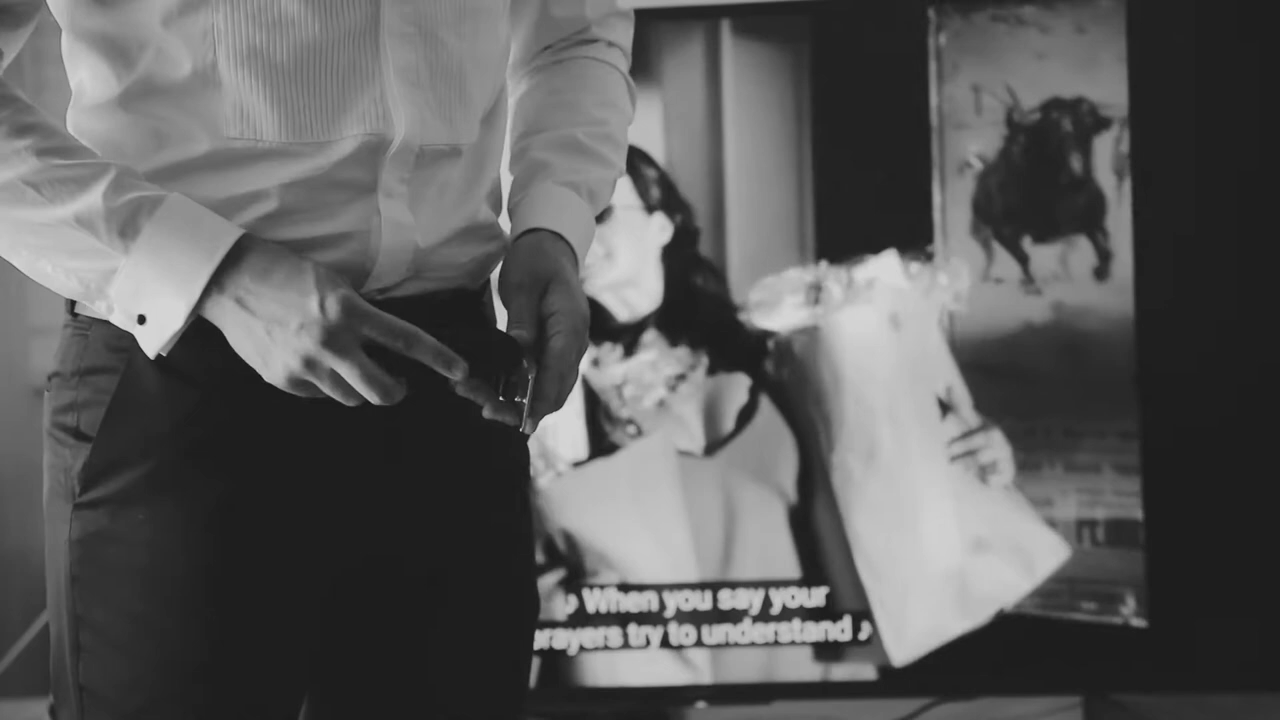 ♪ When you say your
prayers try to understand ♪